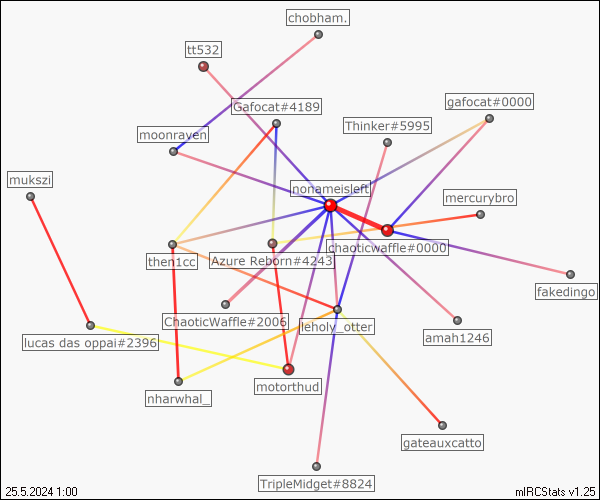 chobham.
tt532
Gafocat#4189
gafocat#0000
Thinker#5995
moonraven
mukszi
nonameisleft
mercurybro
chaoticwaffle#0000
then1cc
Azure Reborn#4243
fakedingo
ChaoticWaffle#2006
leholy_otter
amah1246
lucas das oppai#2396
motorthud
nharwhal_
gateauxcatto
TripleMidget#8824
25.5.2024 1:00
mIRCStats v1.25